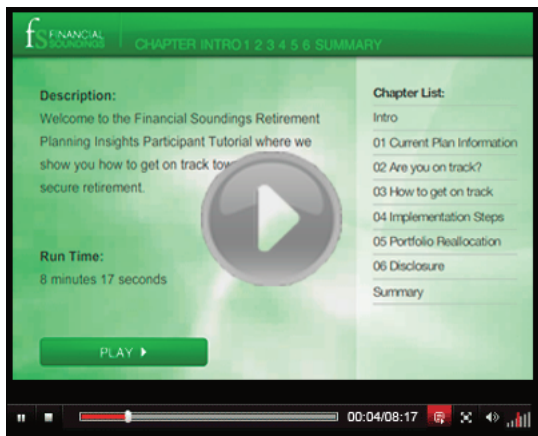 fs FINANCIAL
SOUNDINGS
CHAPTER INTRO 1 2 3 4 5 6 SUMMARY
Description:
Welcome to the Financial Soundings Retirement
Planning Insights Participant Tutorial where we
show you how to get on track
secure retirement.
Run Time:
8 minutes 17 seconds
PLAY
Chapter List:
Intro
01 Current Plan Information
02 Are you on track?
03 How to get on track
04 Implementation Steps
05 Portfolio Reallocation
06 Disclosure
Summary
00:04/08:17